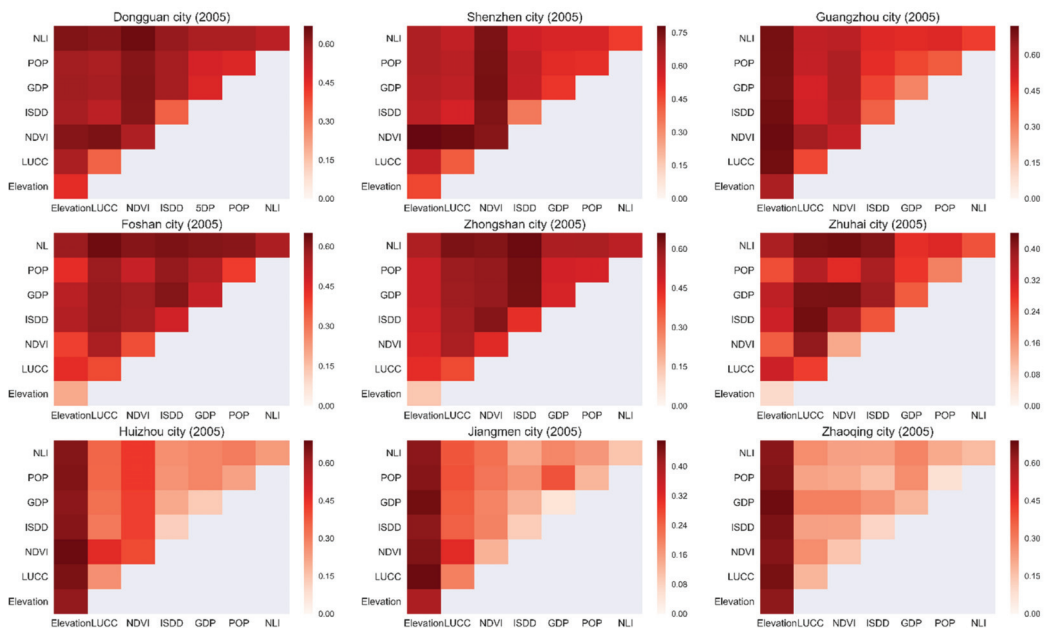 Dongguan city (2005) Shenzhen city (2005) Guangzhou city (2005)
NLI 0.60 NLI 0.75 NLI
POP POP 0.60 POP 0.60
GDP 0.45 GDP GDP
ISDD ISDD 0.45 ISDD 0.45
NDVI 0.30 NDVI 0.30 NDVI 0.30
LUCC 0.15 LUCC 0.15 LUCC 0.15
Elevation 0.00 Elevation 0.00 Elevation 0.00
Elevation LUCC NDVI ISDD 5DP POP NLI Elevation LUCC NDVI ISDD GDP POP NLI Elevation LUCC NDVI ISDD GDP POP NLI
Foshan city (2005) Zhongshan city (2005) Zhuhai city (2005)
NL 0.60 NLI 0.60 NLI 0.40
POP POP POP 0.32
GDP 0.45 GDP 0.45 GDP
ISDD ISDD ISDD 0.24
NDVI 0.30 NDVI 0.30 NDVI 0.16
LUCC 0.15 LUCC 0.15 LUCC 0.08
Elevation 0.00 Elevation 0.00 Elevation 0.00
Elevation LUCC NDVI ISDD GDP POP NLI Elevation LUCC NDVI ISDD GDP POP NLI Elevation LUCC NDVI ISDD GDP POP NLI
Huizhou city (2005) Jiangmen city (2005) Zhaoqing city (2005)
NLI 0.60 NLI 0.40 NLI 0.60
POP POP 0.32 POP
GDP 0.45 GDP GDP 0.45
ISDD ISDD 0.24 ISDD
NDVI 0.30 NDVI 0.16 NDVI 0.30
LUCC 0.15 LUCC 0.08 LUCC 0.15
Elevation 0.00 Elevation 0.00 Elevation 0.00
Elevation LUCC NDVI ISDD GDP POP NLI Elevation LUCC NDVI ISDD GDP POP NLI Elevation LUCC NDVI ISDD GDP POP NLI